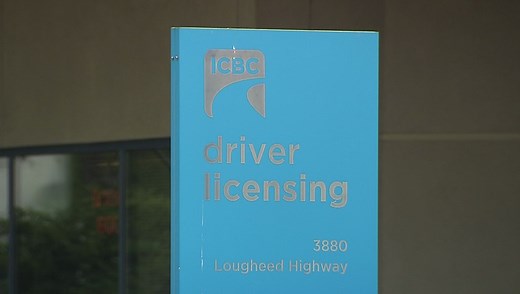 ICBC
driver
licensing
3880
Lougheed Highway